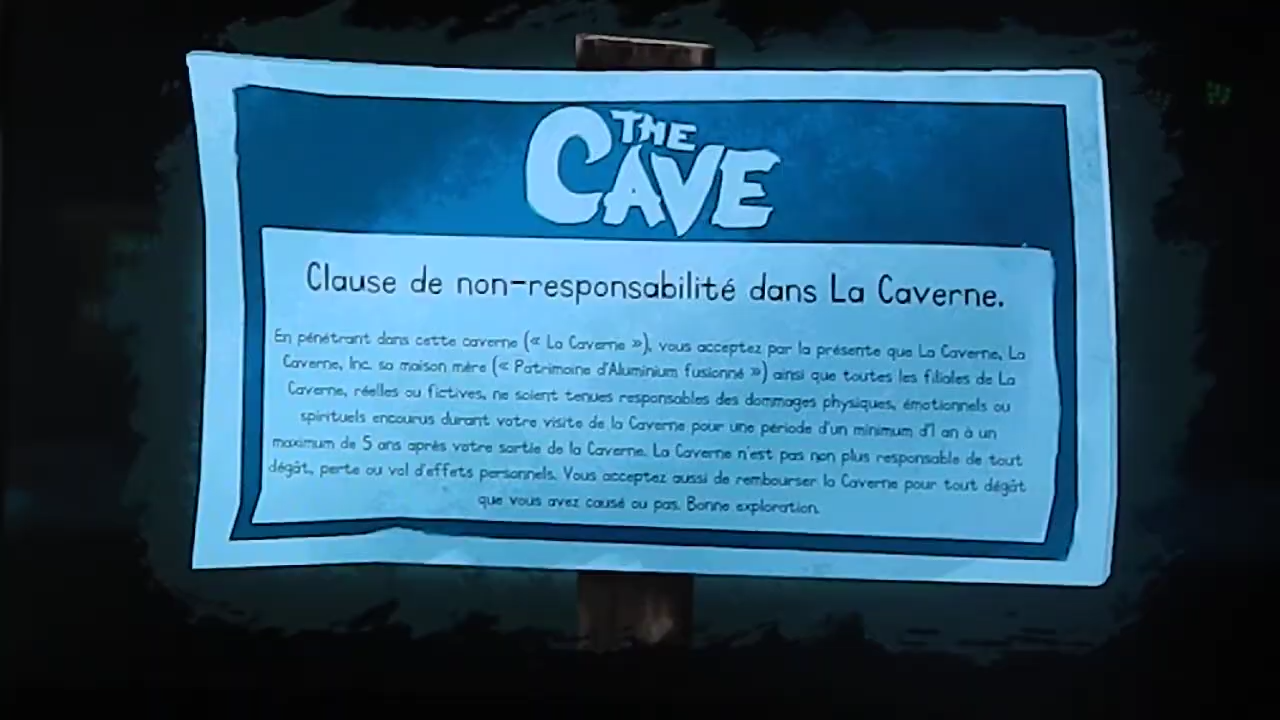 THE
CAVE
Clause de non-responsabilité dans La Caverne.
En pénétrant dans cette caverne (« La Caverne »), vous acceptez par la présente que La Caverne, La
Caverne, Inc. sa maison mère (« Patrimoine d'Aluminium fusionné ») ainsi que toutes les filiales de La
Caverne, réelles ou fictives, ne soient tenues responsables des dommages physiques, émotionnels ou
spirituels encourus durant votre visite de la Caverne pour une période d'un minimum d'1 an à un
maximum de 5 ans après votre sortie de la Caverne. La Caverne n'est pas non plus responsable de tout
dégât, perte ou vol d'effets personnels. Vous acceptez aussi de rembourser la Caverne pour tout dégât
que vous avez causé ou pas. Bonne exploration.